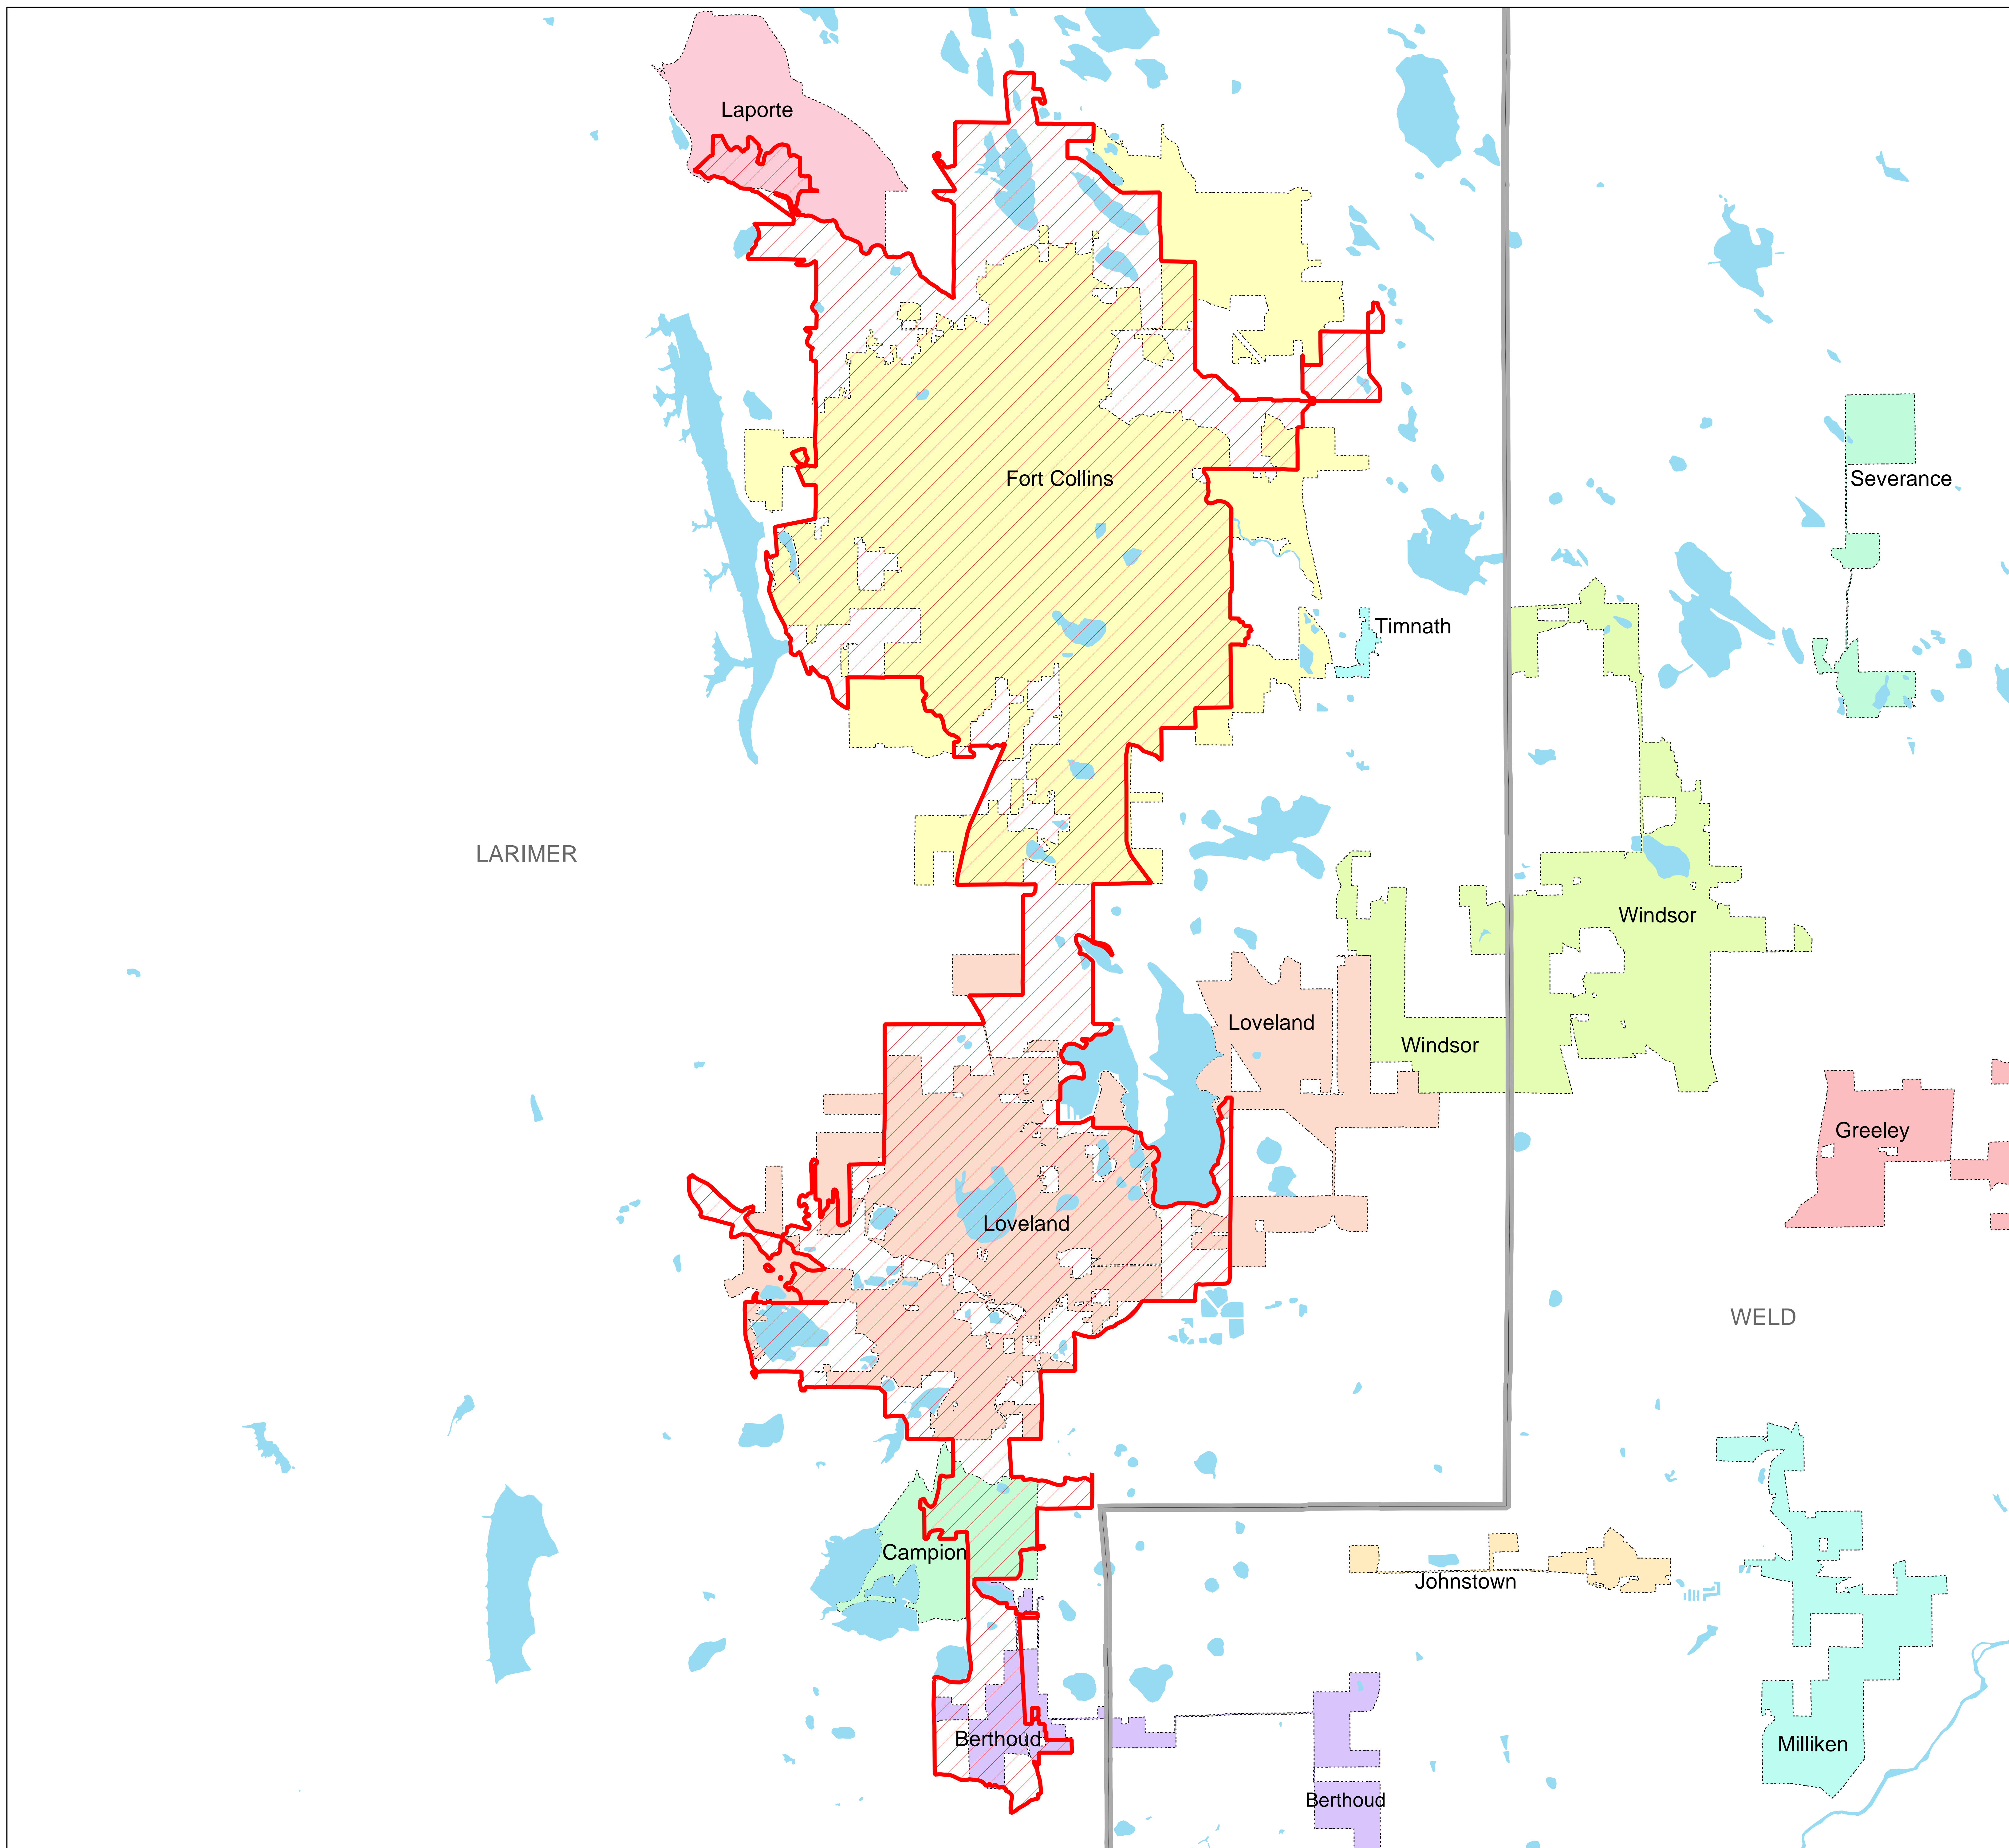 Laporte
Fort Collins
Severance
Timnath
LARIMER
Windsor
Loveland
Windsor
Greeley
Loveland
WELD
Campion
Johnstown
Berthoud
Milliken
Berthoud